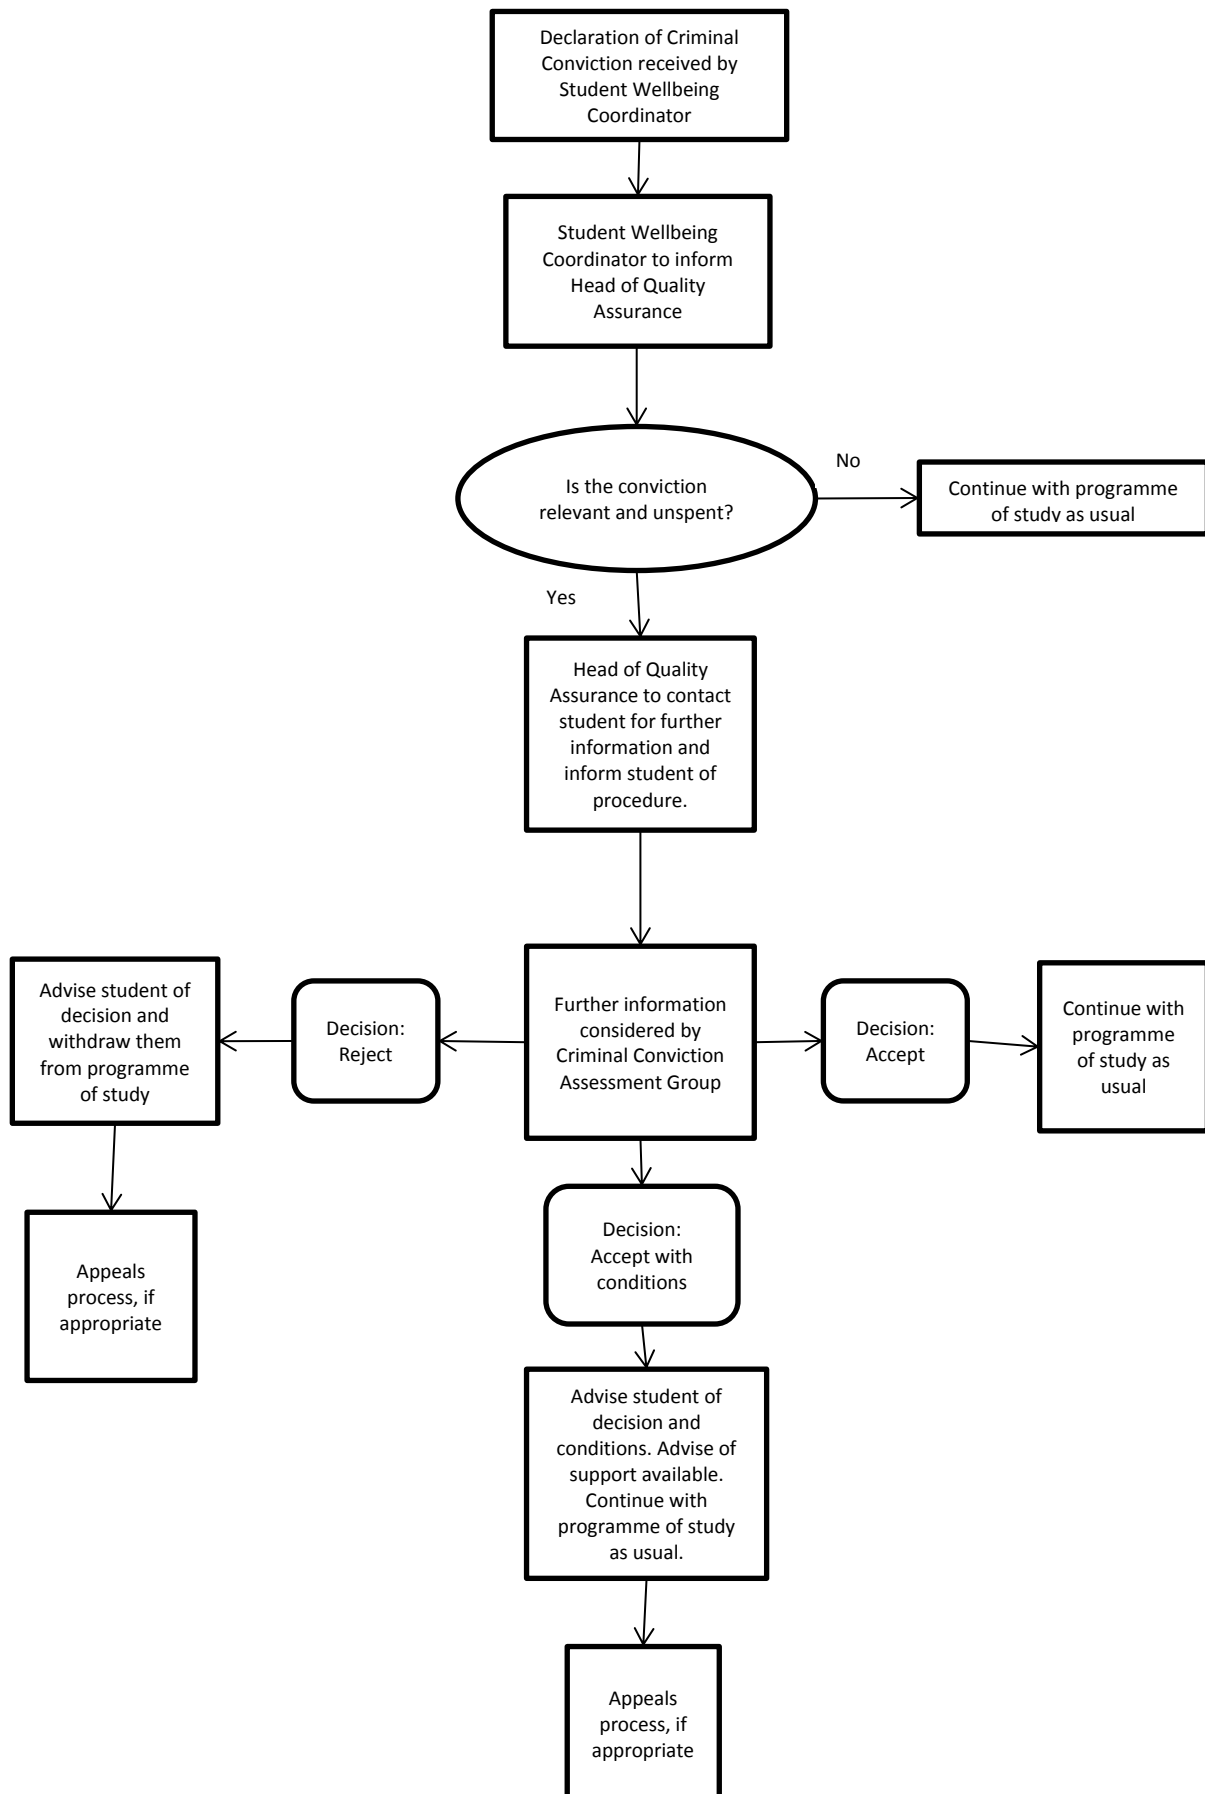 Declaration of Criminal
Conviction received by
Student Wellbeing
Coordinator
Student Wellbeing
Coordinator to inform
Head of Quality
Assurance
Is the conviction
relevant and unspent?
No
Continue with programme
of study as usual
Yes
Head of Quality
Assurance to contact
student for further
information and
inform student of
procedure.
Advise student of
decision and
withdraw them
from programme
of study
Decision:
Reject
Further information
considered by
Criminal Conviction
Assessment Group
Decision:
Accept
Continue with
programme
of study as
usual
Appeals
process, if
appropriate
Decision:
Accept with
conditions
Advise student of
decision and
conditions. Advise of
support available.
Continue with
programme of study
as usual.
Appeals
process, if
appropriate